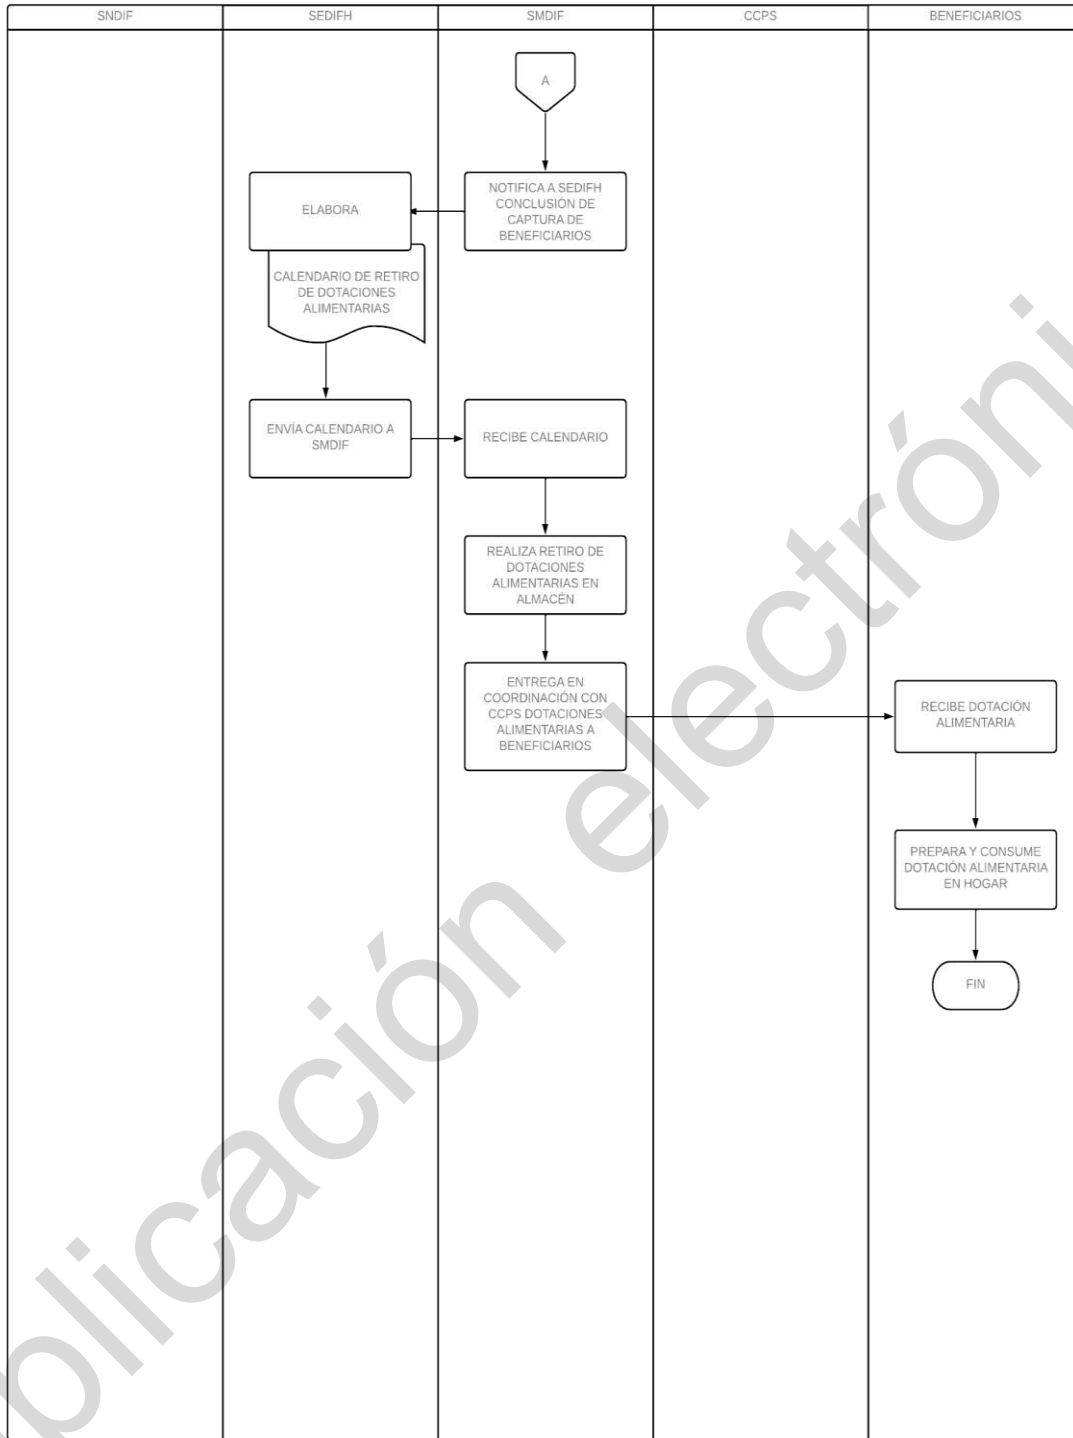 SNDIF
SEDIFH
SMDIF
CCPS
BENEFICIARIOS
A
NOTIFICA A SEDIFH
CONCLUSIÓN DE
CAPTURA DE
BENEFICIARIOS
ELABORA
CALENDARIO DE RETIRO
DE DOTACIONES
ALIMENTARIAS
ENVÍA CALENDARIO A
SMDIF
RECIBE CALENDARIO
REALIZA RETIRO DE
DOTACIONES
ALIMENTARIAS EN
ALMACÉN
ENTREGA EN
COORDINACIÓN CON
CCPS DOTACIONES
ALIMENTARIAS A
BENEFICIARIOS
RECIBE DOTACIÓN
ALIMENTARIA
PREPARA Y CONSUME
DOTACIÓN ALIMENTARIA
EN HOGAR
FIN
blicación electróni